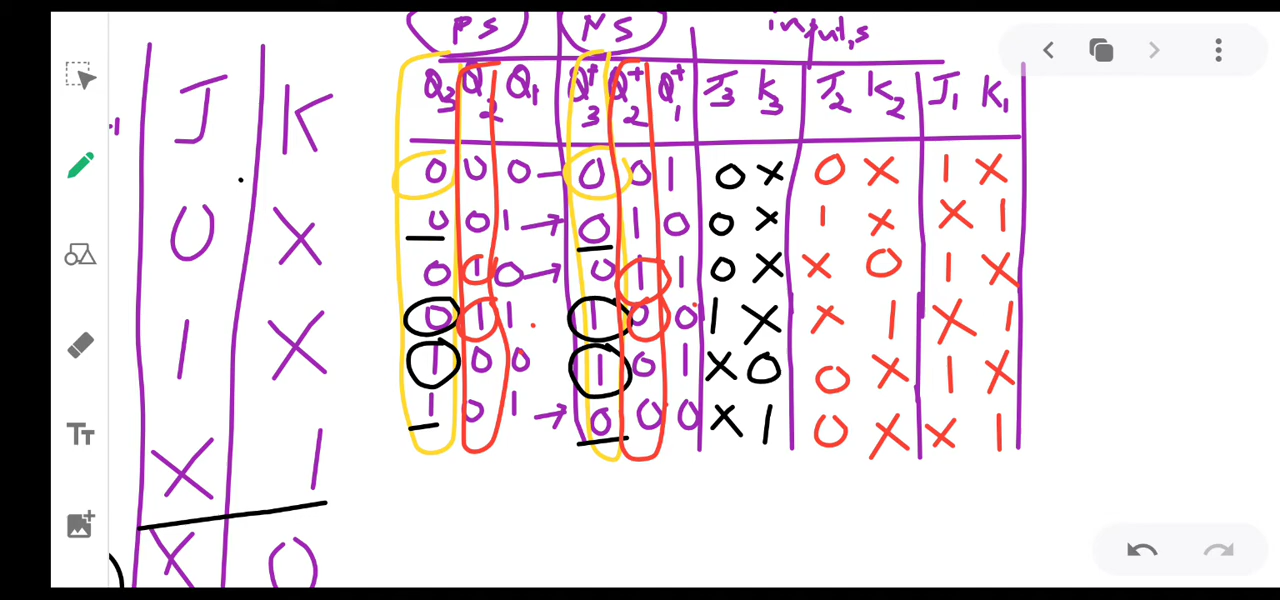 PS NS inputs
J K Q3 Q2 Q1 Q3+ Q2+ Q1+ J3 K3 J2 K2 J1 K1
0 0 0 – 0 0 1 0 X 0 X 1 X
0 X 0 0 1 → 0 1 0 0 X 1 X X 1
0 1 0 → 0 1 1 0 X X 0 1 X
1 X 0 1 1 1 0 0 1 X X 1 X 1
1 0 0 1 0 1 X 0 0 X 1 X
1 0 1 → 0 0 0 X 1 0 X X 1
X 1
X 0
Tт